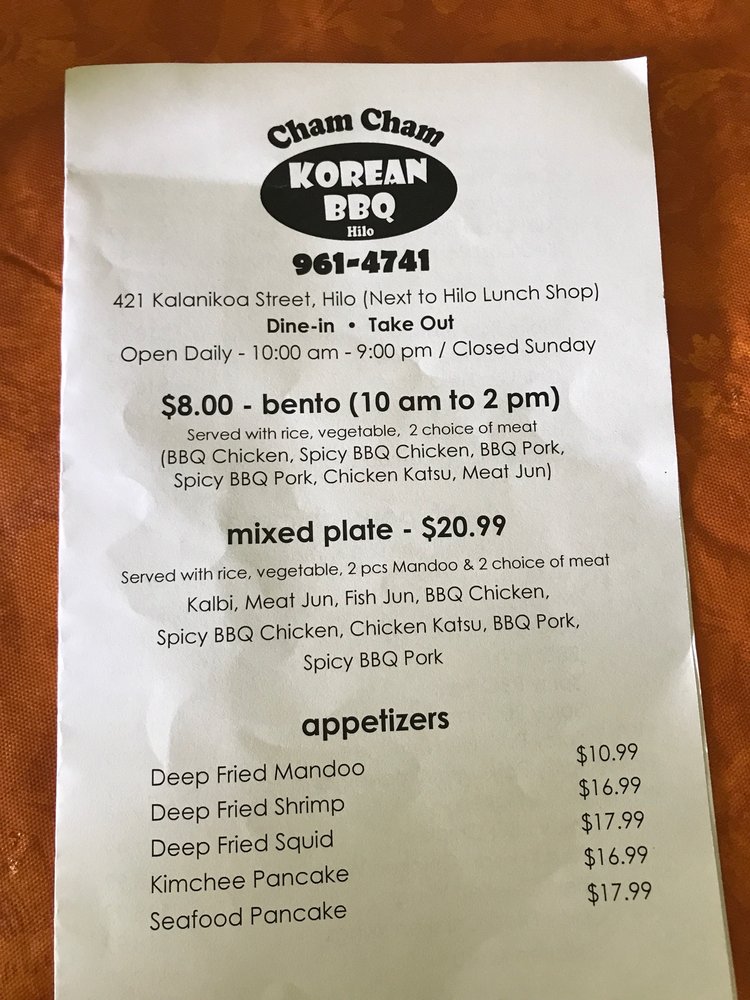 Cham Cham
KOREAN
BBQ
Hilo
961-4741
421 Kalanikoa Street, Hilo (Next to Hilo Lunch Shop)
Dine-in • Take Out
Open Daily - 10:00 am - 9:00 pm / Closed Sunday
$8.00 - bento (10 am to 2 pm)
Served with rice, vegetable, 2 choice of meat
(BBQ Chicken, Spicy BBQ Chicken, BBQ Pork,
Spicy BBQ Pork, Chicken Katsu, Meat Jun)
mixed plate - $20.99
Served with rice, vegetable, 2 pcs Mandoo & 2 choice of meat
Kalbi, Meat Jun, Fish Jun, BBQ Chicken,
Spicy BBQ Chicken, Chicken Katsu, BBQ Pork,
Spicy BBQ Pork
appetizers
Deep Fried Mandoo $10.99
Deep Fried Shrimp $16.99
Deep Fried Squid $17.99
Kimchee Pancake $16.99
Seafood Pancake $17.99